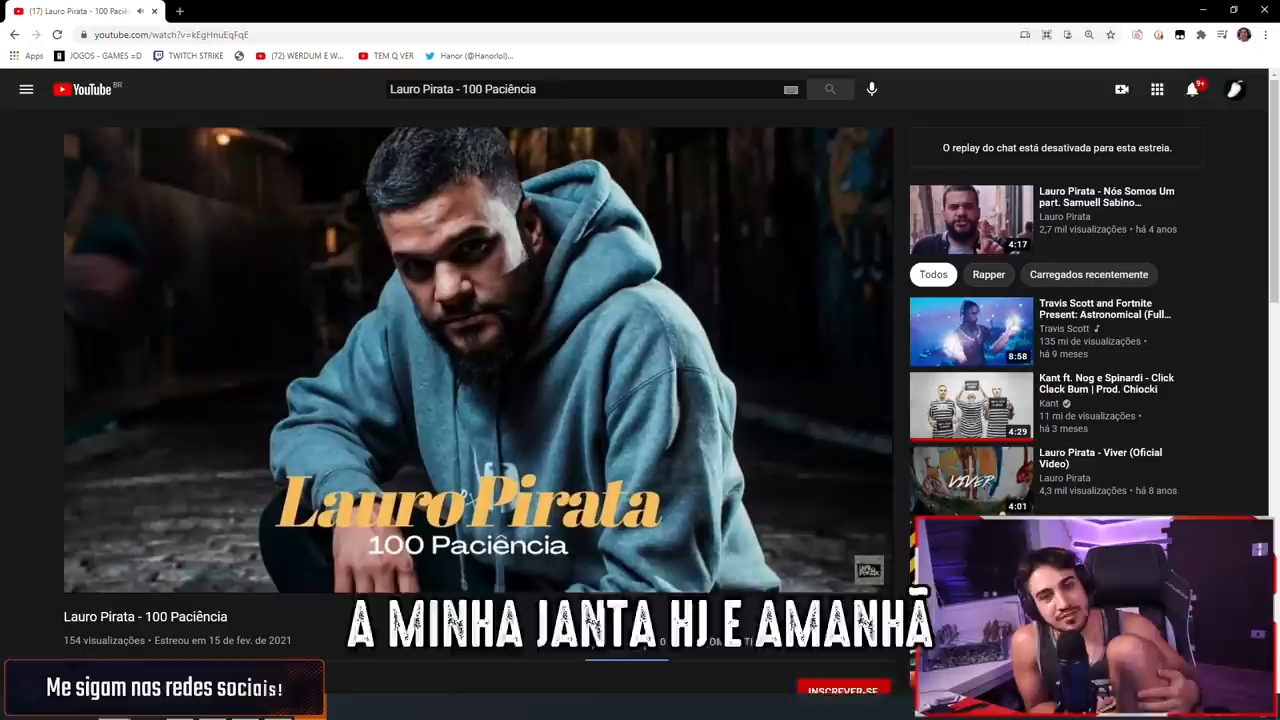 (17) Lauro Pirata - 100 Paciê
youtube.com/watch?v=kEgHnuEqFqE
Apps
JOGOS - GAMES =D
TWITCH STRIKE
(72) WERDUM E W...
TEM Q VER
Hanor (@Hanorlol)...
YouTube BR
Lauro Pirata - 100 Paciência
9+
O replay do chat está desativada para esta estreia.
Lauro Pirata - Nós Somos Um
part. Samuell Sabino...
Lauro Pirata
2,7 mil visualizações • há 4 anos
4:17
Todos
Rapper
Carregados recentemente
Travis Scott and Fortnite
Present: Astronomical (Full...
Travis Scott
135 mi de visualizações •
há 9 meses
8:58
Kant ft. Nog e Spinardi - Click
Clack Bum | Prod. Chiocki
Kant
11 mi de visualizações •
há 3 meses
4:29
Lauro Pirata - Viver (Oficial
Video)
Lauro Pirata
4,3 mil visualizações • há 8 anos
VIVER
4:01
Lauro Pirata
100 Paciência
Lauro Pirata - 100 Paciência
154 visualizações • Estreou em 15 de fev. de 2021
A MINHA JANTA HJ E AMANHÃ
INSCREVER-SE
Me sigam nas redes sociais!